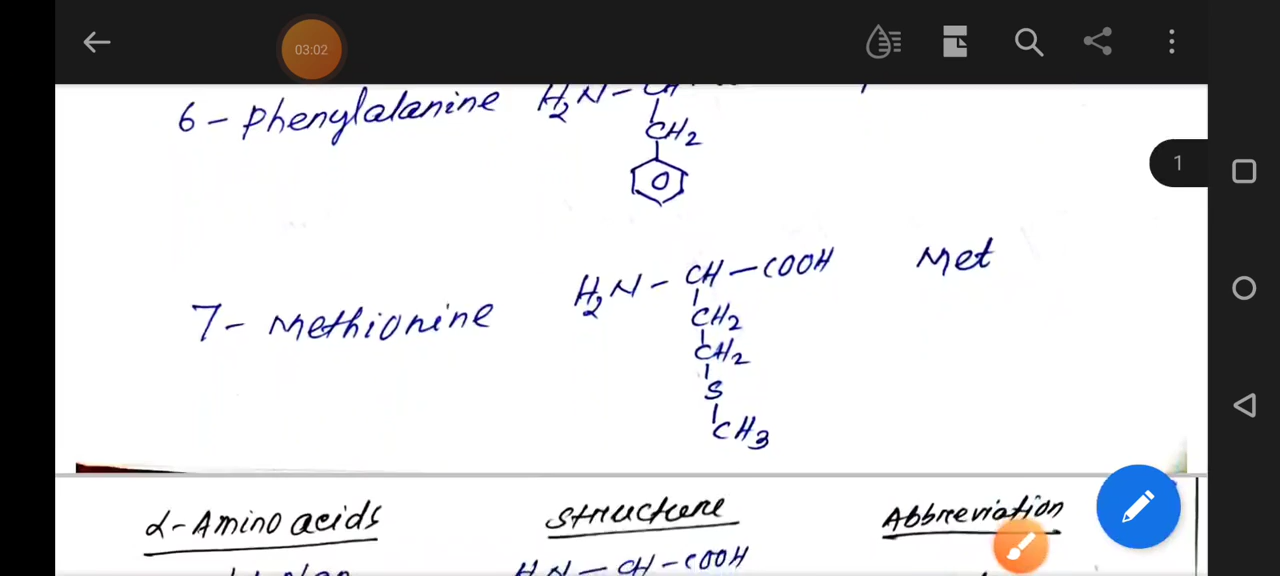 03:02
1
6 - Phenylalanine H2N - CH
CH2
7 - Methionine H2N - CH - COOH Met
CH2
CH2
S
CH3
α-Amino acids Structure Abbreviation
H2N - CH - COOH